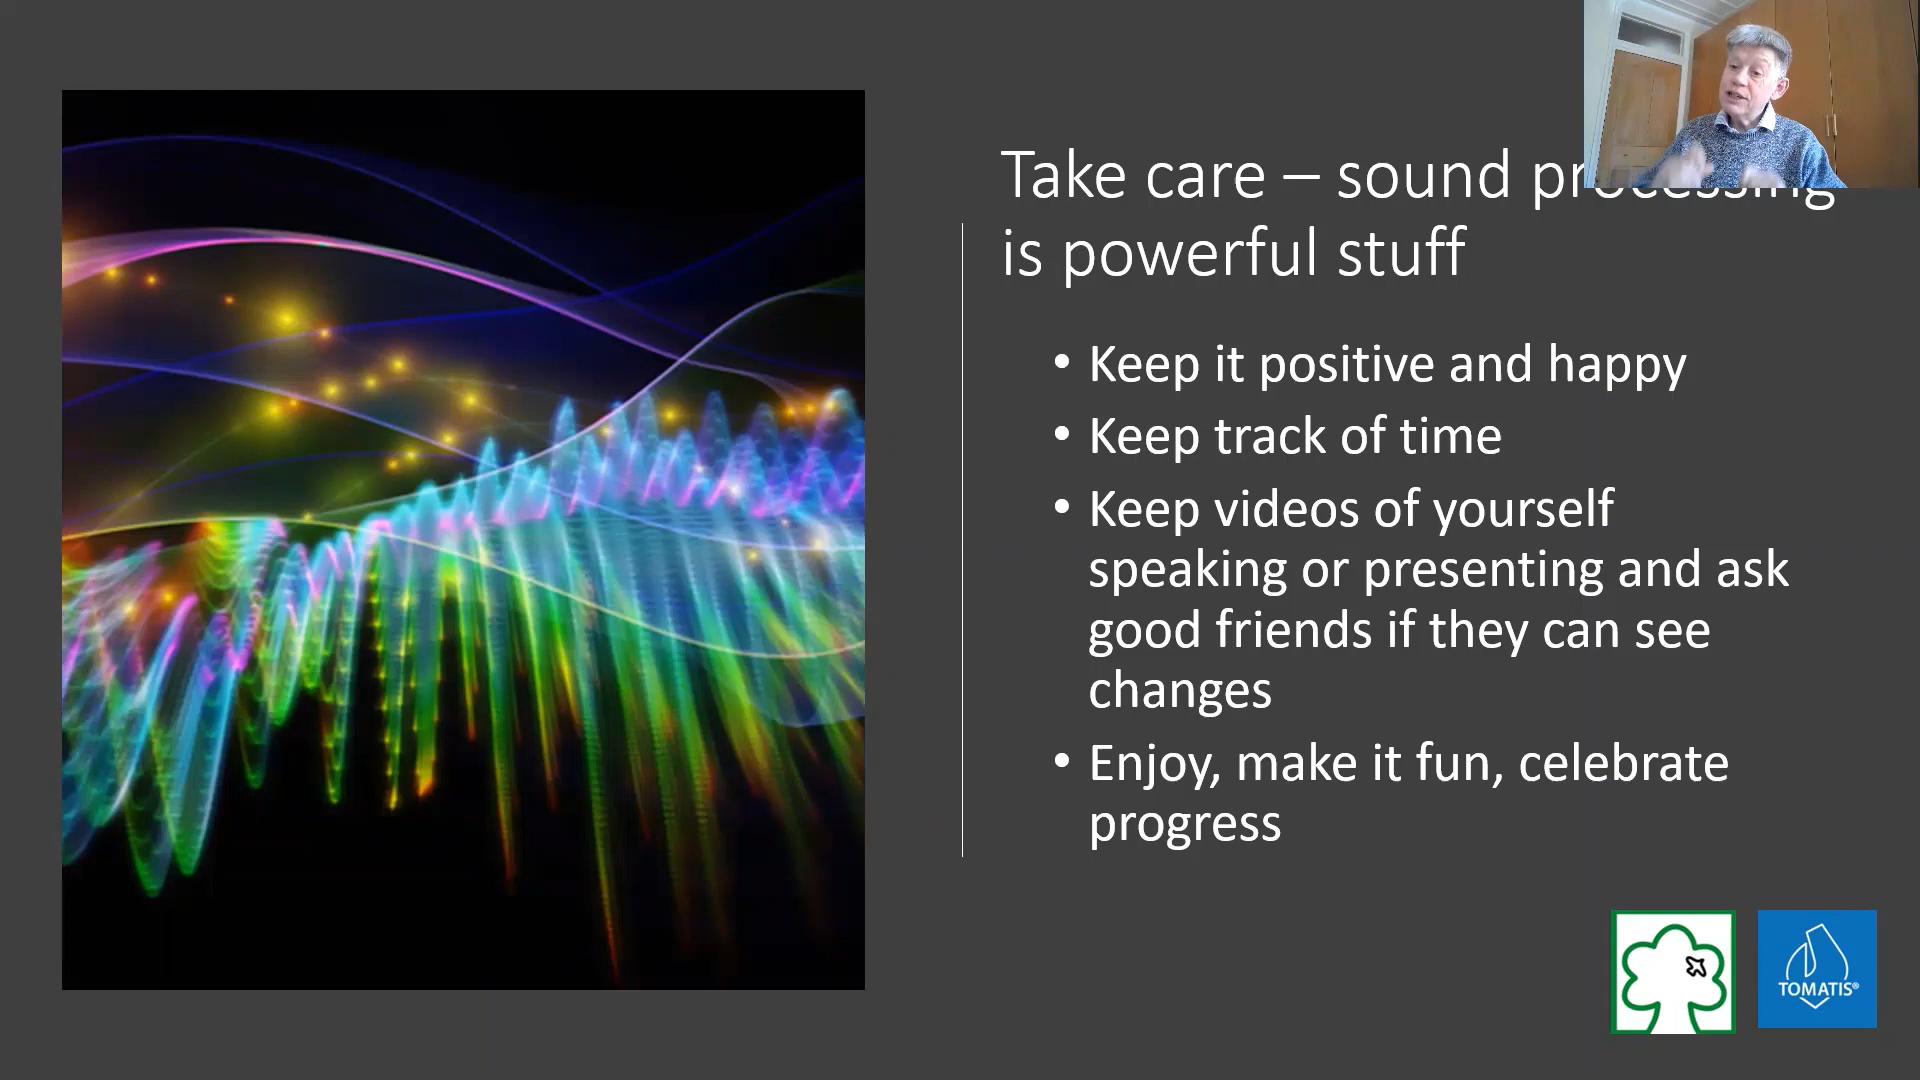 Take care – sound processing
is powerful stuff
• Keep it positive and happy
• Keep track of time
• Keep videos of yourself
speaking or presenting and ask
good friends if they can see
changes
• Enjoy, make it fun, celebrate
progress
TOMATIS®